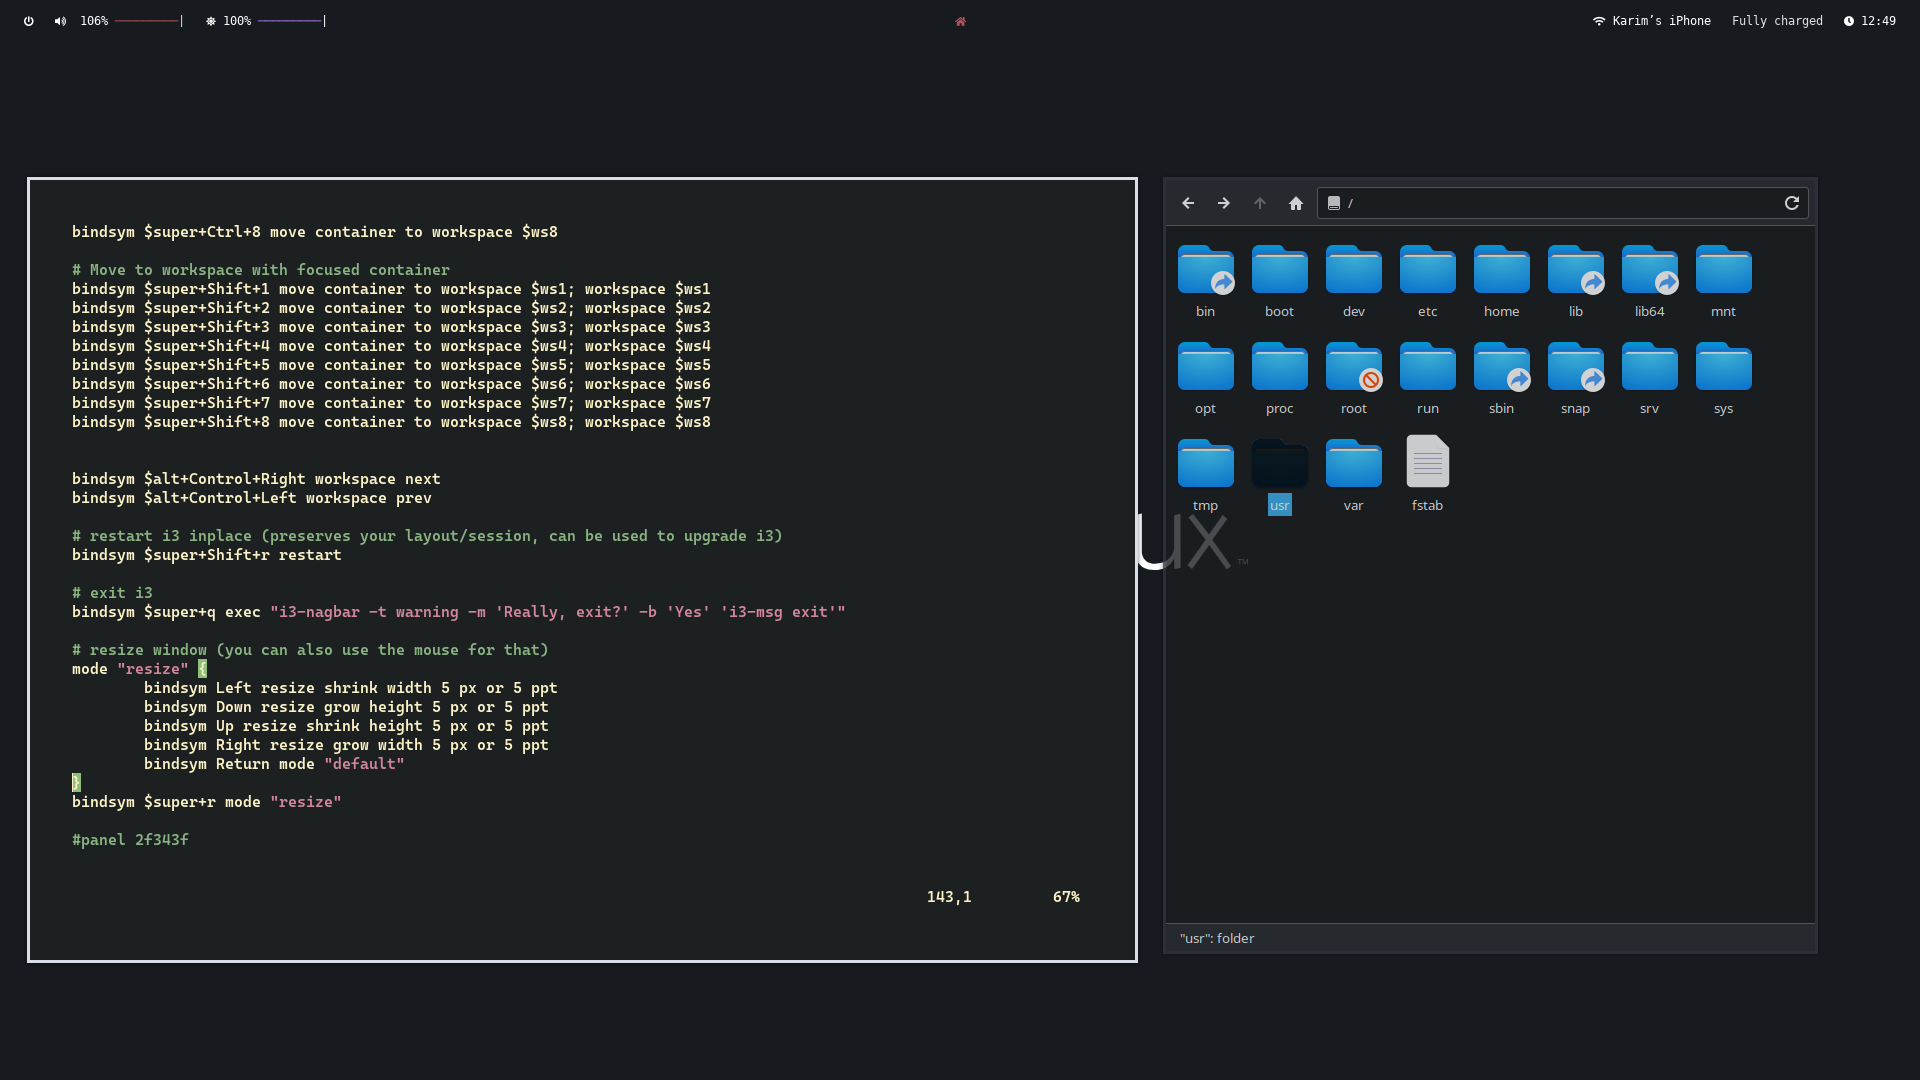 106% 100% Karim's iPhone Fully charged 12:49
bindsym $super+Ctrl+8 move container to workspace $ws8
# Move to workspace with focused container
bindsym $super+Shift+1 move container to workspace $ws1; workspace $ws1
bindsym $super+Shift+2 move container to workspace $ws2; workspace $ws2
bindsym $super+Shift+3 move container to workspace $ws3; workspace $ws3
bindsym $super+Shift+4 move container to workspace $ws4; workspace $ws4
bindsym $super+Shift+5 move container to workspace $ws5; workspace $ws5
bindsym $super+Shift+6 move container to workspace $ws6; workspace $ws6
bindsym $super+Shift+7 move container to workspace $ws7; workspace $ws7
bindsym $super+Shift+8 move container to workspace $ws8; workspace $ws8
bindsym $alt+Control+Right workspace next
bindsym $alt+Control+Left workspace prev
# restart i3 inplace (preserves your layout/session, can be used to upgrade i3)
bindsym $super+Shift+r restart
# exit i3
bindsym $super+q exec "i3-nagbar -t warning -m 'Really, exit?' -b 'Yes' 'i3-msg exit'"
# resize window (you can also use the mouse for that)
mode "resize" {
bindsym Left resize shrink width 5 px or 5 ppt
bindsym Down resize grow height 5 px or 5 ppt
bindsym Up resize shrink height 5 px or 5 ppt
bindsym Right resize grow width 5 px or 5 ppt
bindsym Return mode "default"
}
bindsym $super+r mode "resize"
#panel 2f343f
143,1 67%
/
bin boot dev etc home lib lib64 mnt
opt proc root run sbin snap srv sys
tmp usr var fstab
ux™
"usr": folder